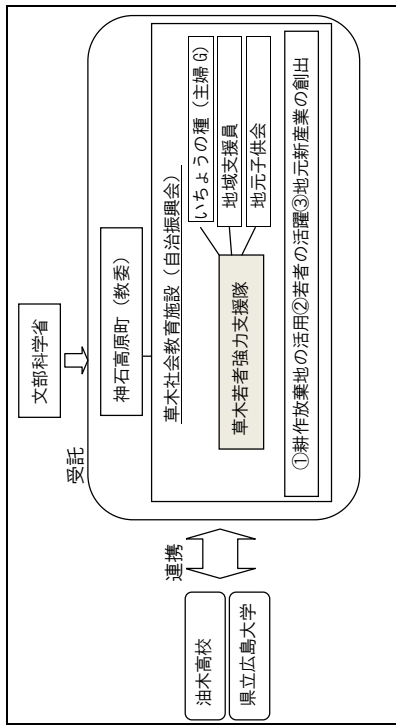 文部科学省
受託
神石高原町（教委）
草木社会教育施設（自治振興会）
いちょうの種（主婦G）
地域支援員
地元子供会
草木若者強力支援隊
①耕作放棄地の活用②若者の活躍③地元新産業の創出
連携
油木高校
県立広島大学